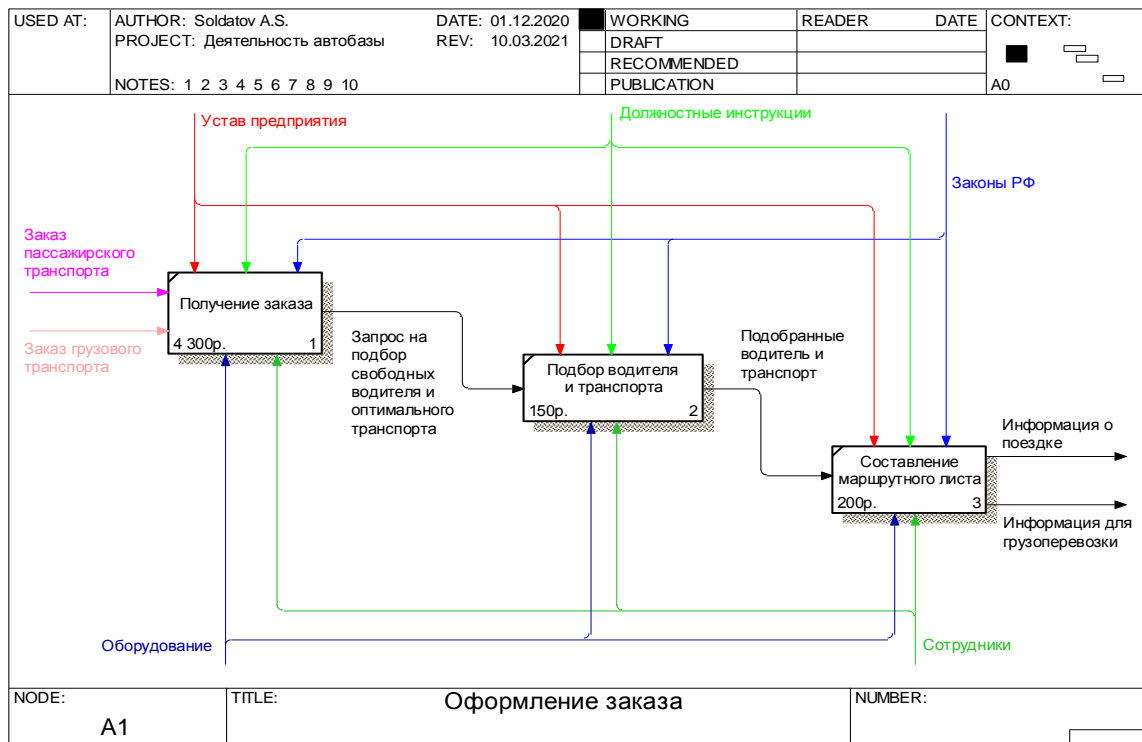 USED AT:
AUTHOR: Soldatov A.S.
DATE: 01.12.2020
PROJECT: Деятельность автобазы
REV: 10.03.2021
NOTES: 1 2 3 4 5 6 7 8 9 10
WORKING
DRAFT
RECOMMENDED
PUBLICATION
READER
DATE
CONTEXT:
A0
Устав предприятия
Должностные инструкции
Законы РФ
Заказ
пассажирского
транспорта
Заказ грузового
транспорта
Получение заказа
4 300р.
1
Запрос на
подбор
свободных
водителя и
оптимального
транспорта
Подбор водителя
и транспорта
150р.
2
Подобранные
водитель и
транспорт
Составление
маршрутного листа
200р.
3
Информация о
поездке
Информация для
грузоперевозки
Оборудование
Сотрудники
NODE:
A1
TITLE:
Оформление заказа
NUMBER: